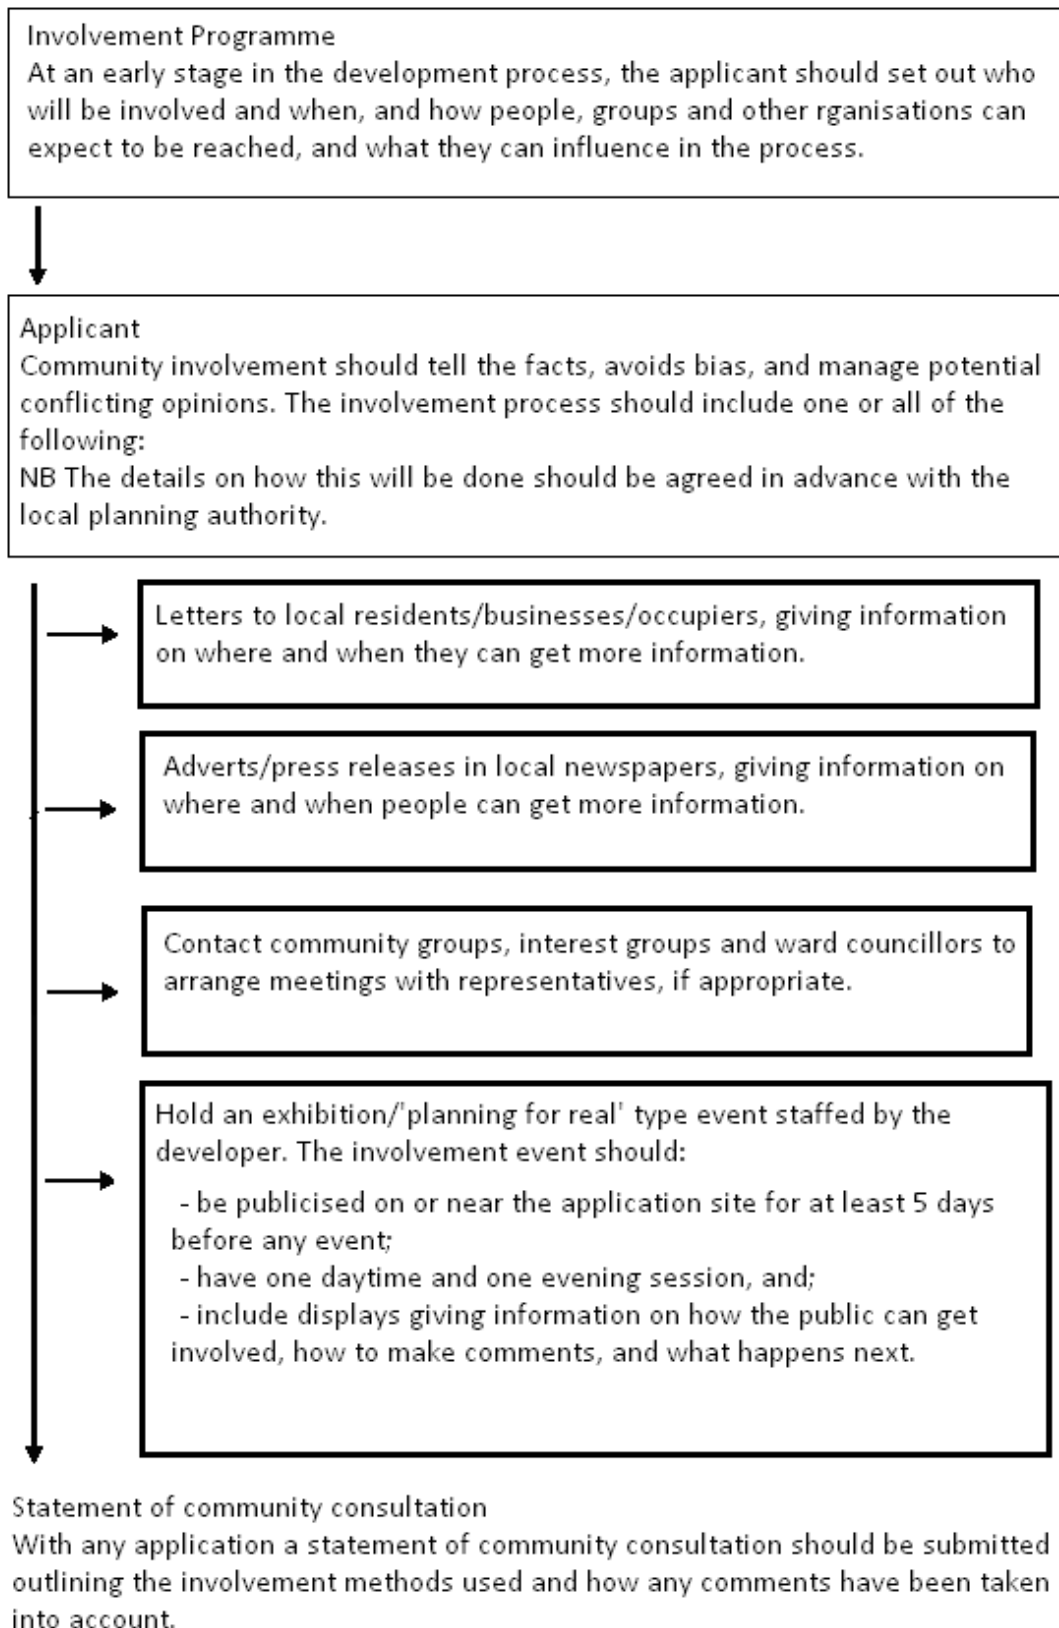 Involvement Programme
At an early stage in the development process, the applicant should set out who
will be involved and when, and how people, groups and other rganisations can
expect to be reached, and what they can influence in the process.
Applicant
Community involvement should tell the facts, avoids bias, and manage potential
conflicting opinions. The involvement process should include one or all of the
following:
NB The details on how this will be done should be agreed in advance with the
local planning authority.
Letters to local residents/businesses/occupiers, giving information
on where and when they can get more information.
Adverts/press releases in local newspapers, giving information on
where and when people can get more information.
Contact community groups, interest groups and ward councillors to
arrange meetings with representatives, if appropriate.
Hold an exhibition/'planning for real' type event staffed by the
developer. The involvement event should:
- be publicised on or near the application site for at least 5 days
before any event;
- have one daytime and one evening session, and;
- include displays giving information on how the public can get
involved, how to make comments, and what happens next.
Statement of community consultation
With any application a statement of community consultation should be submitted
outlining the involvement methods used and how any comments have been taken
into account.